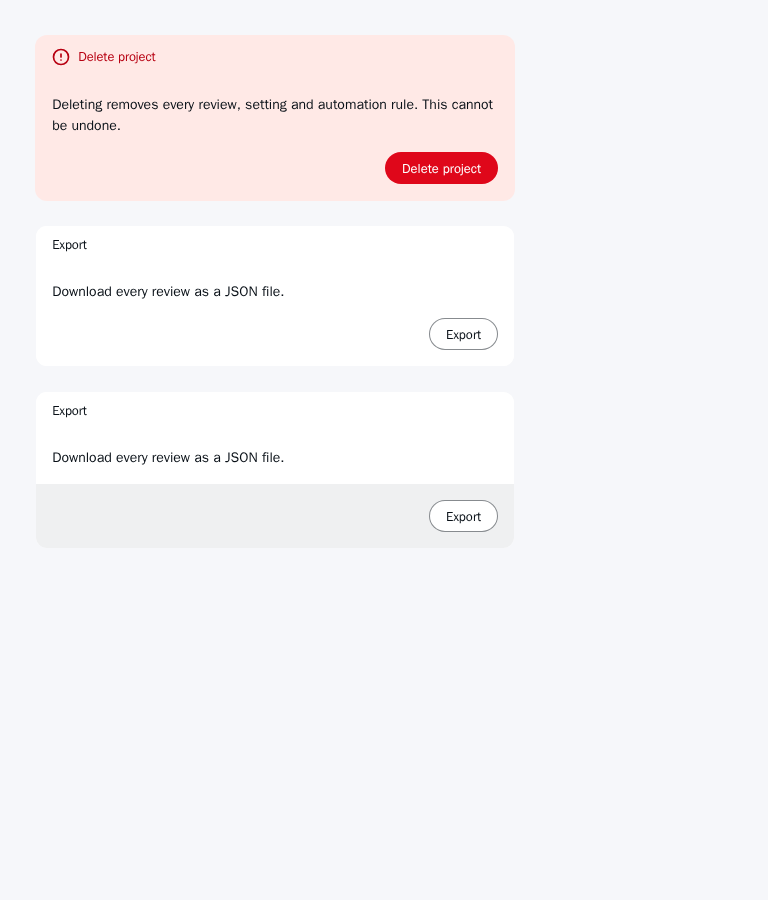 Delete project
Deleting removes every review, setting and automation rule. This cannot
be undone.
Delete project
Export
Download every review as a JSON file.
Export
Export
Download every review as a JSON file.
Export